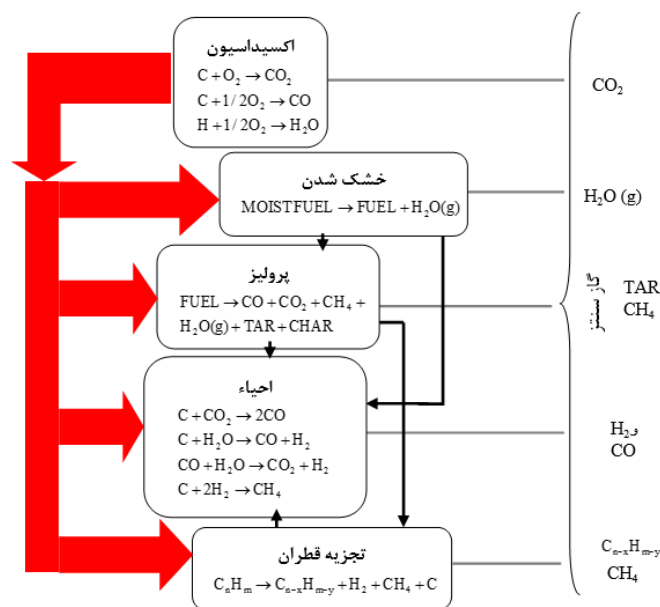 اکسیداسیون
C + O₂ → CO₂
C + 1/2O₂ → CO
H + 1/2O₂ → H₂O
CO₂
خشک شدن
MOISTFUEL → FUEL + H₂O(g)
H₂O (g)
پرولیز
FUEL → CO + CO₂ + CH₄ +
H₂O(g) + TAR + CHAR
گاز سنتز
TAR
CH₄
احیاء
C + CO₂ → 2CO
C + H₂O → CO + H₂
CO + H₂O → CO₂ + H₂
C + 2H₂ → CH₄
H₂و
CO
تجزیه قطران
CₙHₘ → Cₙ₋ₓHₘ₋y + H₂ + CH₄ + C
Cₙ₋ₓHₘ₋y
CH₄